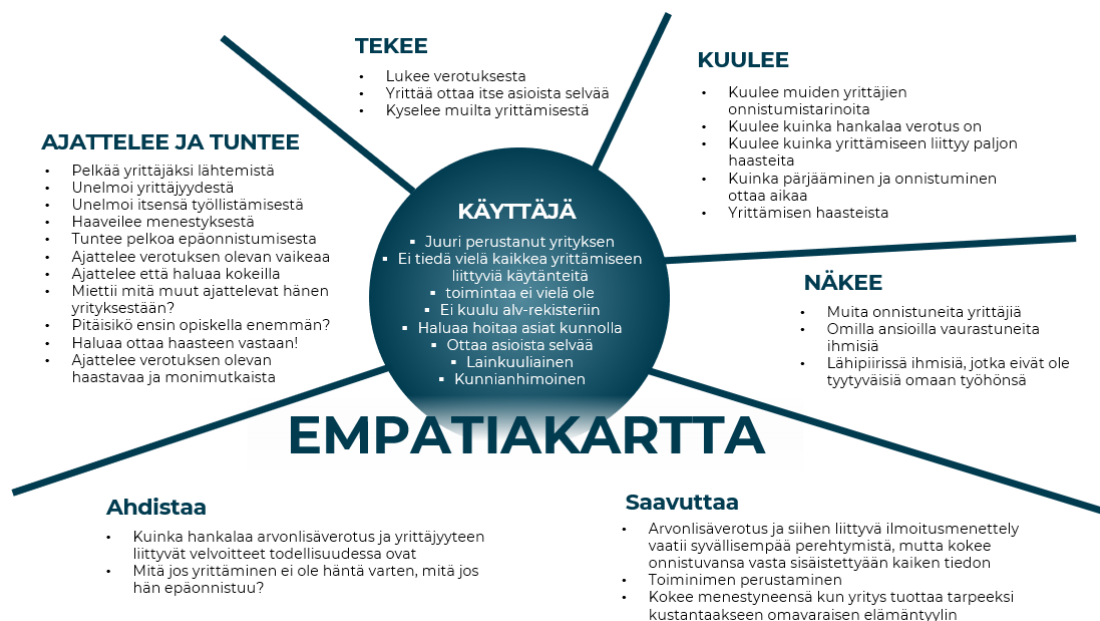 TEKEE
• Lukee verotuksesta
• Yrittää ottaa itse asioista selvää
• Kyselee muilta yrittämisestä
KUULEE
• Kuulee muiden yrittäjien
onnistumistarinoita
• Kuulee kuinka hankalaa verotus on
• Kuulee kuinka yrittämiseen liittyy paljon
haasteita
• Kuinka pärjääminen ja onnistuminen
ottaa aikaa
• Yrittämisen haasteista
AJATTELEE JA TUNTEE
• Pelkää yrittäjäksi lähtemistä
• Unelmoi yrittäjyydestä
• Unelmoi itsensä työllistämisestä
• Haaveilee menestyksestä
• Tuntee pelkoa epäonnistumisesta
• Ajattelee verotuksen olevan vaikeaa
• Ajattelee että haluaa kokeilla
• Miettii mitä muut ajattelevat hänen
yrityksestään?
• Pitäisikö ensin opiskella enemmän?
• Haluaa ottaa haasteen vastaan!
• Ajattelee verotuksen olevan
haastavaa ja monimutkaista
KÄYTTÄJÄ
▪ Juuri perustanut yrityksen
▪ Ei tiedä vielä kaikkea yrittämiseen
liittyviä käytänteitä
▪ toimintaa ei vielä ole
▪ Ei kuulu alv-rekisteriin
▪ Haluaa hoitaa asiat kunnolla
▪ Ottaa asioista selvää
▪ Lainkuuliainen
▪ Kunnianhimoinen
NÄKEE
• Muita onnistuneita yrittäjiä
• Omilla ansioilla vaurastuneita
ihmisiä
• Lähipiirissä ihmisiä, jotka eivät ole
tyytyväisiä omaan työhönsä
EMPATIAKARTTA
Ahdistaa
• Kuinka hankalaa arvonlisäverotus ja yrittäjyyteen
liittyvät velvoitteet todellisuudessa ovat
• Mitä jos yrittäminen ei ole häntä varten, mitä jos
hän epäonnistuu?
Saavuttaa
• Arvonlisäverotus ja siihen liittyvä ilmoitusmenettely
vaatii syvällisempää perehtymistä, mutta kokee
onnistuvansa vasta sisäistettyään kaiken tiedon
• Toiminimen perustaminen
• Kokee menestyneensä kun yritys tuottaa tarpeeksi
kustantaakseen omavaraisen elämäntyylin